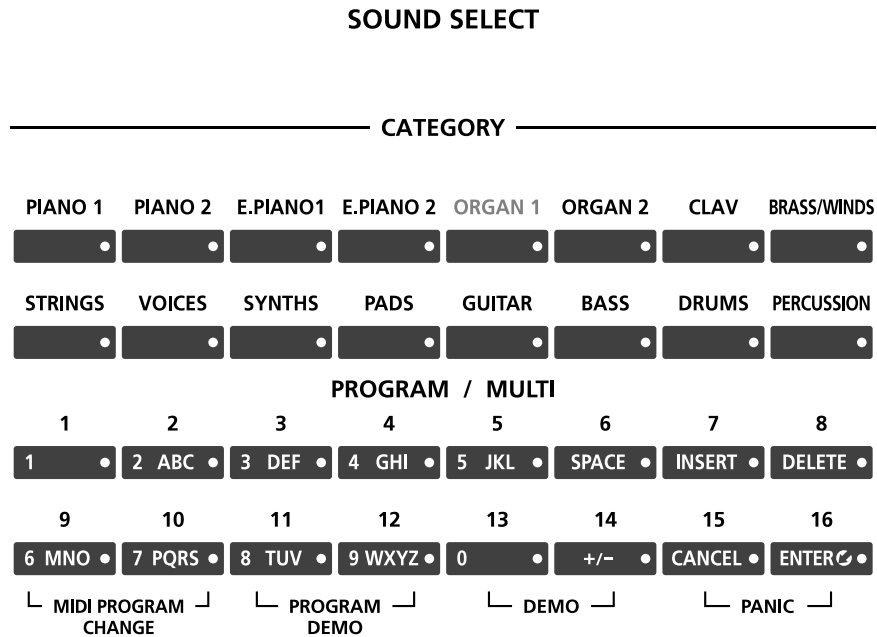 SOUND SELECT
CATEGORY
PIANO 1 PIANO 2 E.PIANO1 E.PIANO 2 ORGAN 1 ORGAN 2 CLAV BRASS/WINDS
STRINGS VOICES SYNTHS PADS GUITAR BASS DRUMS PERCUSSION
PROGRAM / MULTI
1 2 3 4 5 6 7 8
1 2 ABC 3 DEF 4 GHI 5 JKL SPACE INSERT DELETE
9 10 11 12 13 14 15 16
6 MNO 7 PQRS 8 TUV 9 WXYZ 0 +/− CANCEL ENTER
MIDI PROGRAM PROGRAM DEMO PANIC
CHANGE DEMO